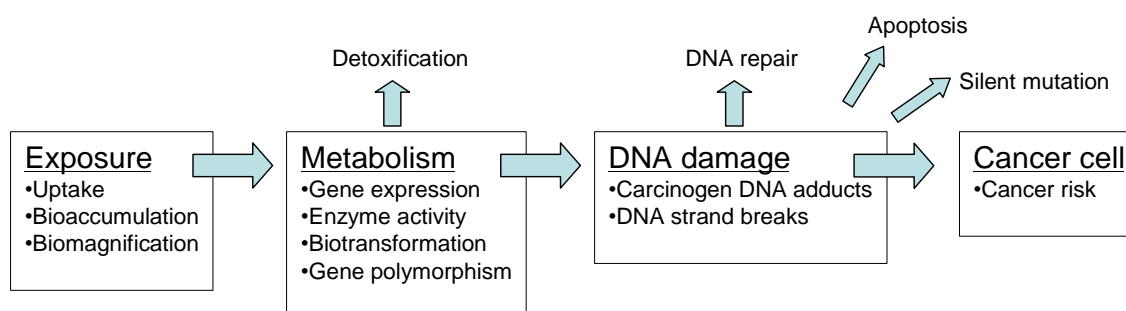 Apoptosis
Detoxification
DNA repair
Silent mutation
Exposure
•Uptake
•Bioaccumulation
•Biomagnification
Metabolism
•Gene expression
•Enzyme activity
•Biotransformation
•Gene polymorphism
DNA damage
•Carcinogen DNA adducts
•DNA strand breaks
Cancer cell
•Cancer risk